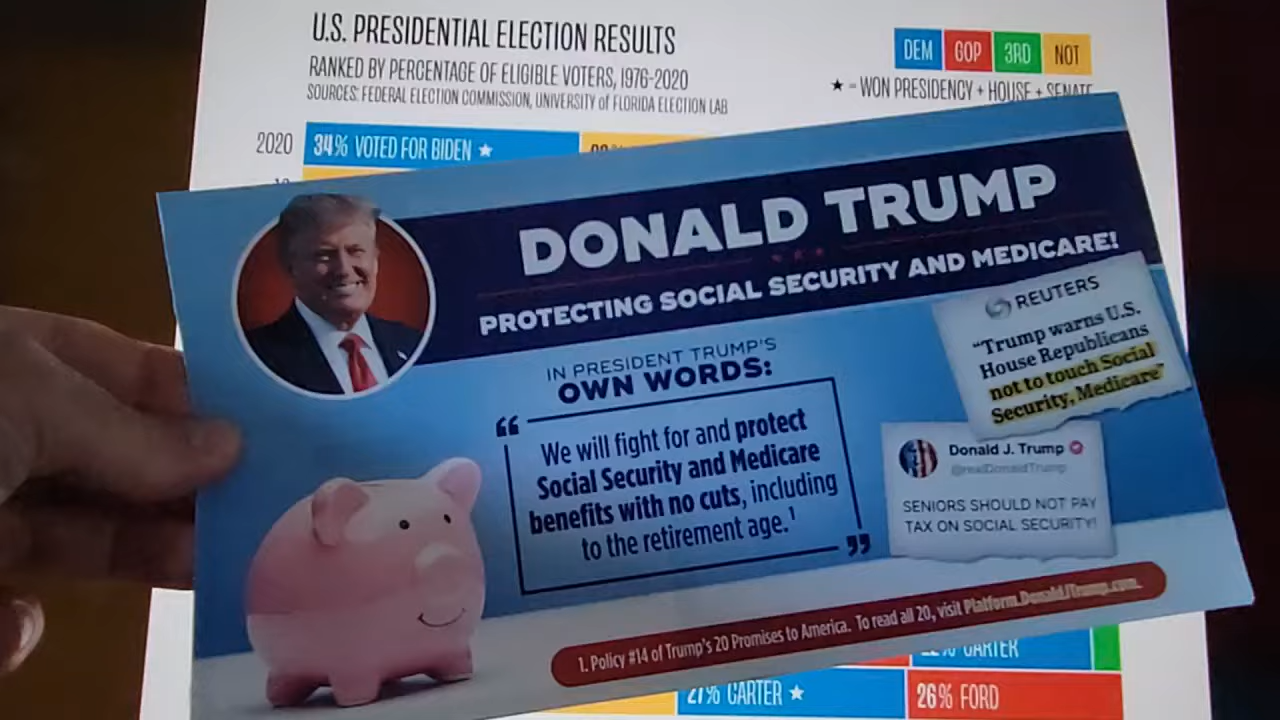 U.S. PRESIDENTIAL ELECTION RESULTS
RANKED BY PERCENTAGE OF ELIGIBLE VOTERS, 1976-2020
SOURCES: FEDERAL ELECTION COMMISSION, UNIVERSITY of FLORIDA ELECTION LAB
DEM GOP 3RD NOT
★ = WON PRESIDENCY + HOUSE + SENATE
2020 34% VOTED FOR BIDEN ★
DONALD TRUMP
PROTECTING SOCIAL SECURITY AND MEDICARE!
IN PRESIDENT TRUMP'S
OWN WORDS:
“ We will fight for and protect
Social Security and Medicare
benefits with no cuts, including
to the retirement age.¹ ”
REUTERS
“Trump warns U.S.
House Republicans
not to touch Social
Security, Medicare”
Donald J. Trump
@realDonaldTrump
SENIORS SHOULD NOT PAY
TAX ON SOCIAL SECURITY!
1. Policy #14 of Trump's 20 Promises to America. To read all 20, visit Platform.DonaldJTrump.com.
CARTER
27% CARTER ★ 26% FORD